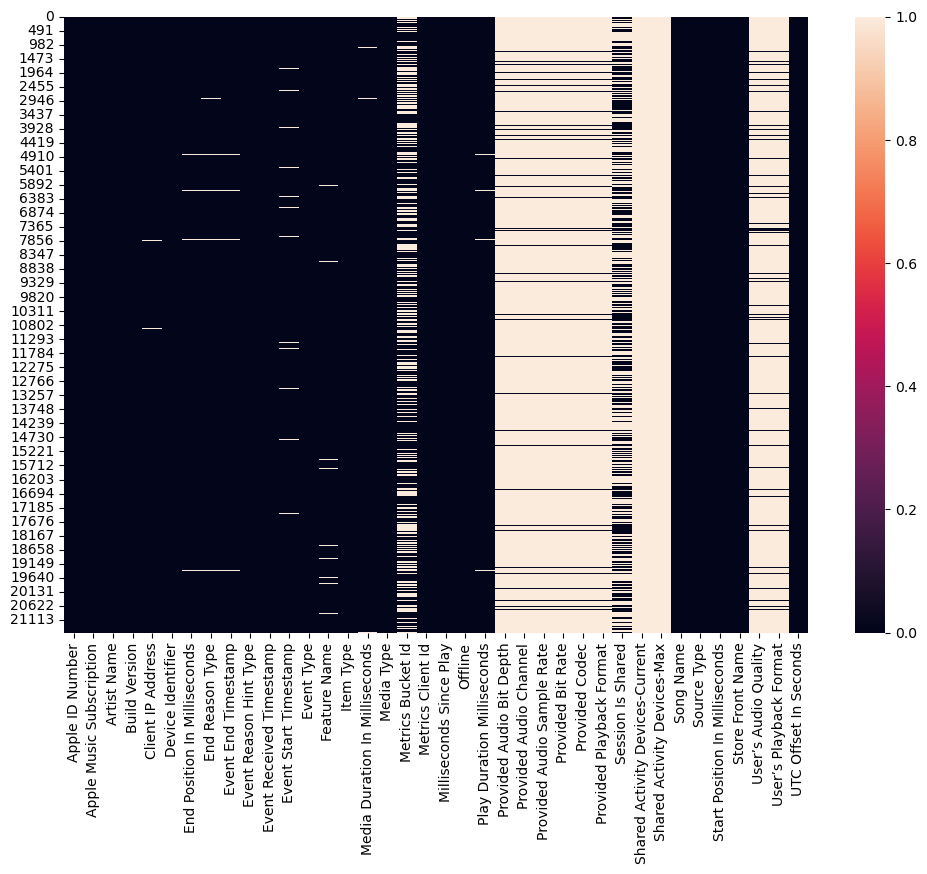 0
491
982
1473
1964
2455
2946
3437
3928
4419
4910
5401
5892
6383
6874
7365
7856
8347
8838
9329
9820
10311
10802
11293
11784
12275
12766
13257
13748
14239
14730
15221
15712
16203
16694
17185
17676
18167
18658
19149
19640
20131
20622
21113
1.0
0.8
0.6
0.4
0.2
0.0
Apple ID Number
Apple Music Subscription
Artist Name
Build Version
Client IP Address
Device Identifier
End Position In Milliseconds
End Reason Type
Event End Timestamp
Event Reason Hint Type
Event Received Timestamp
Event Start Timestamp
Event Type
Feature Name
Item Type
Media Duration In Milliseconds
Media Type
Metrics Bucket Id
Metrics Client Id
Milliseconds Since Play
Offline
Play Duration Milliseconds
Provided Audio Bit Depth
Provided Audio Channel
Provided Audio Sample Rate
Provided Bit Rate
Provided Codec
Provided Playback Format
Session Is Shared
Shared Activity Devices-Current
Shared Activity Devices-Max
Song Name
Source Type
Start Position In Milliseconds
Store Front Name
User’s Audio Quality
User’s Playback Format
UTC Offset In Seconds